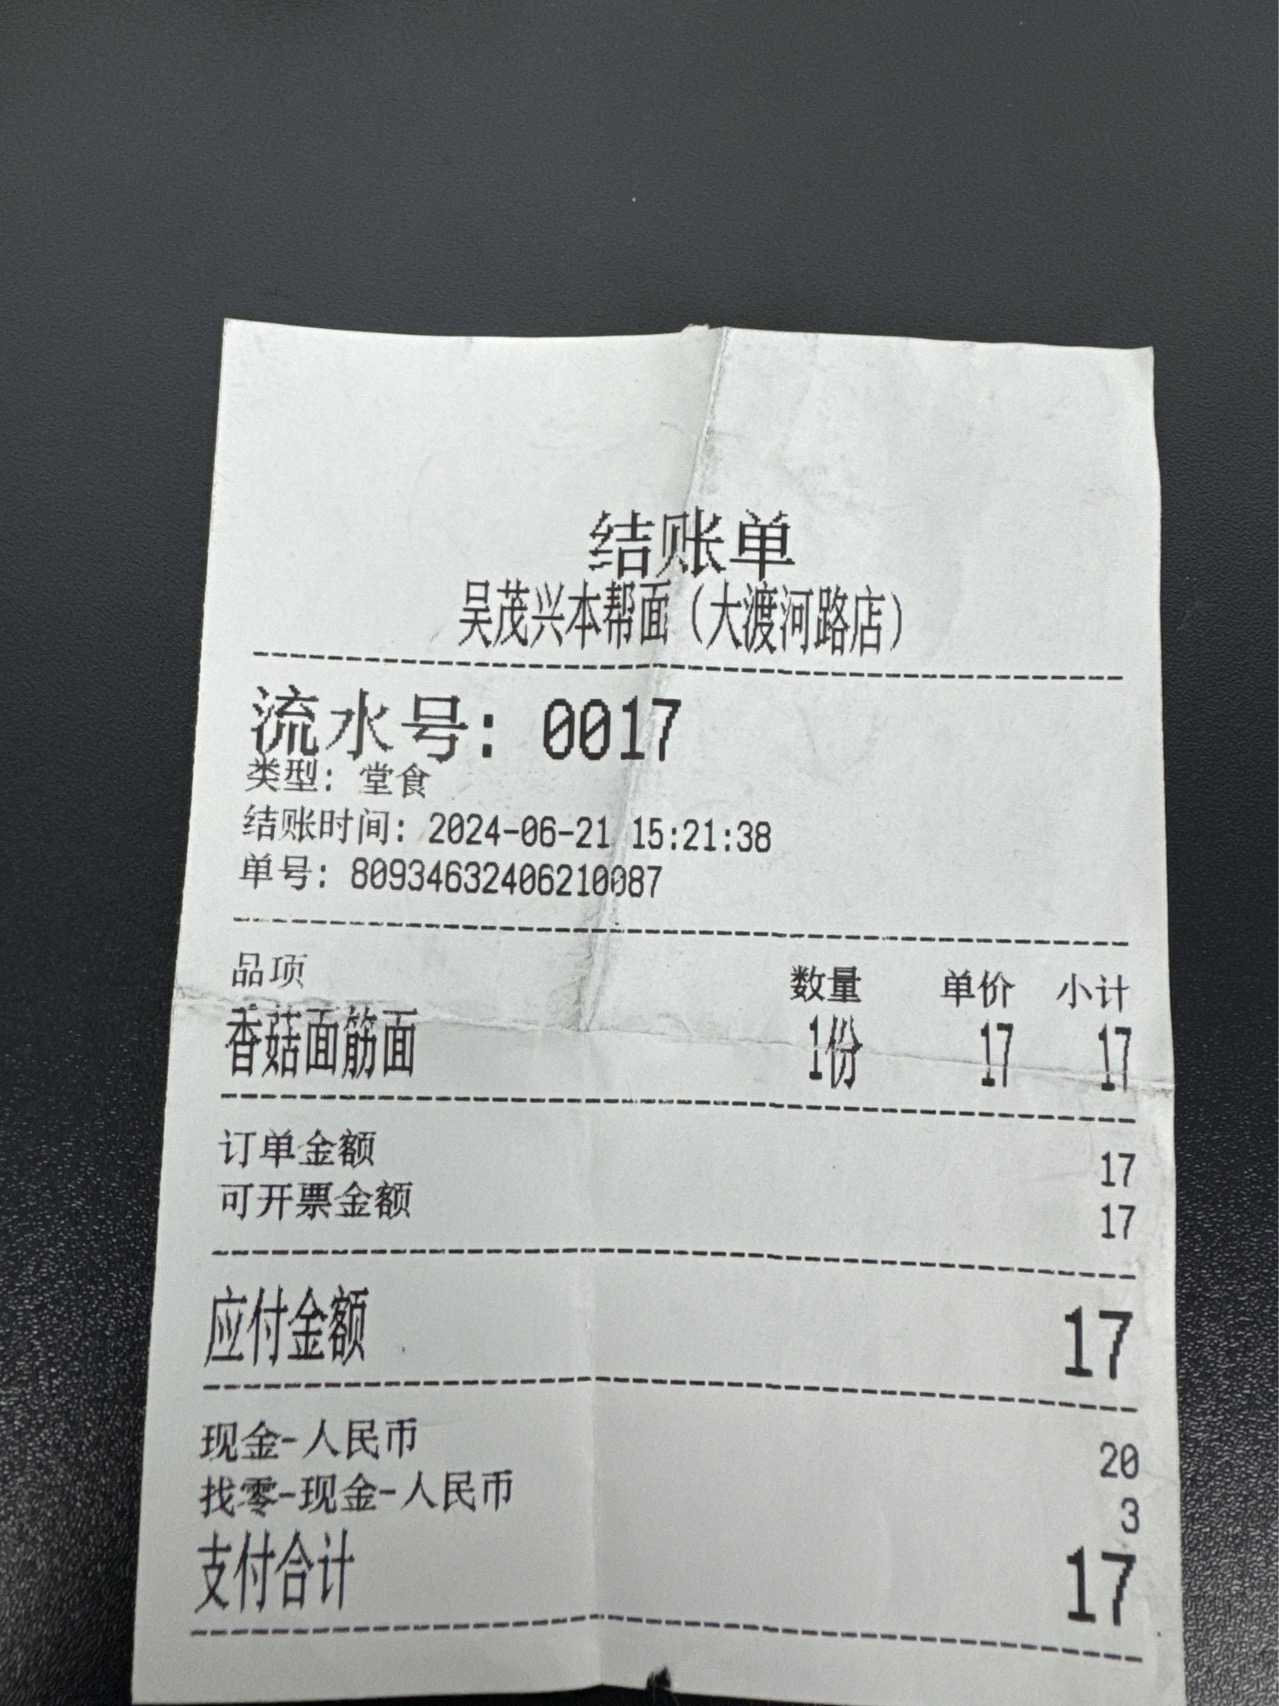 结账单
吴茂兴本帮面（大渡河路店）
流水号: 0017
类型: 堂食
结账时间: 2024-06-21 15:21:38
单号: 80934632406210087
品项 数量 单价 小计
香菇面筋面 1份 17 17
订单金额 17
可开票金额 17
应付金额 17
现金-人民币 20
找零-现金-人民币 3
支付合计 17